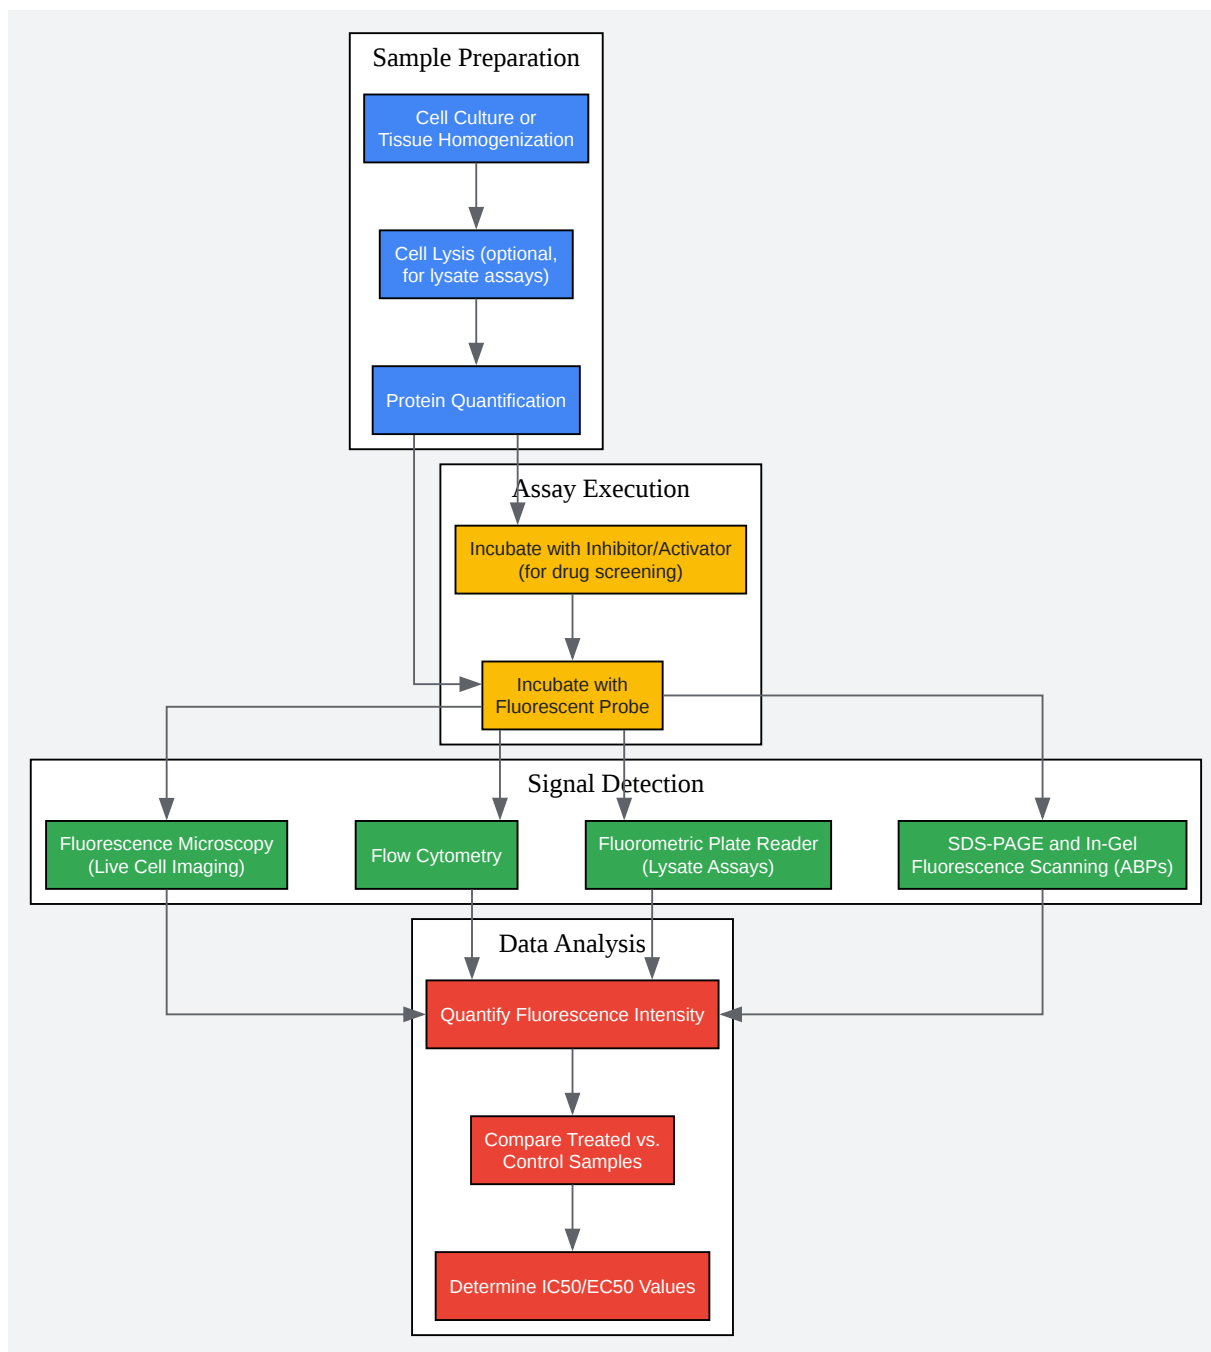 Sample Preparation
Cell Culture or
Tissue Homogenization
Cell Lysis (optional,
for lysate assays)
Protein Quantification
Assay Execution
Incubate with Inhibitor/Activator
(for drug screening)
Incubate with
Fluorescent Probe
Signal Detection
Fluorescence Microscopy
(Live Cell Imaging)
Flow Cytometry
Fluorometric Plate Reader
(Lysate Assays)
SDS-PAGE and In-Gel
Fluorescence Scanning (ABPs)
Data Analysis
Quantify Fluorescence Intensity
Compare Treated vs.
Control Samples
Determine IC50/EC50 Values